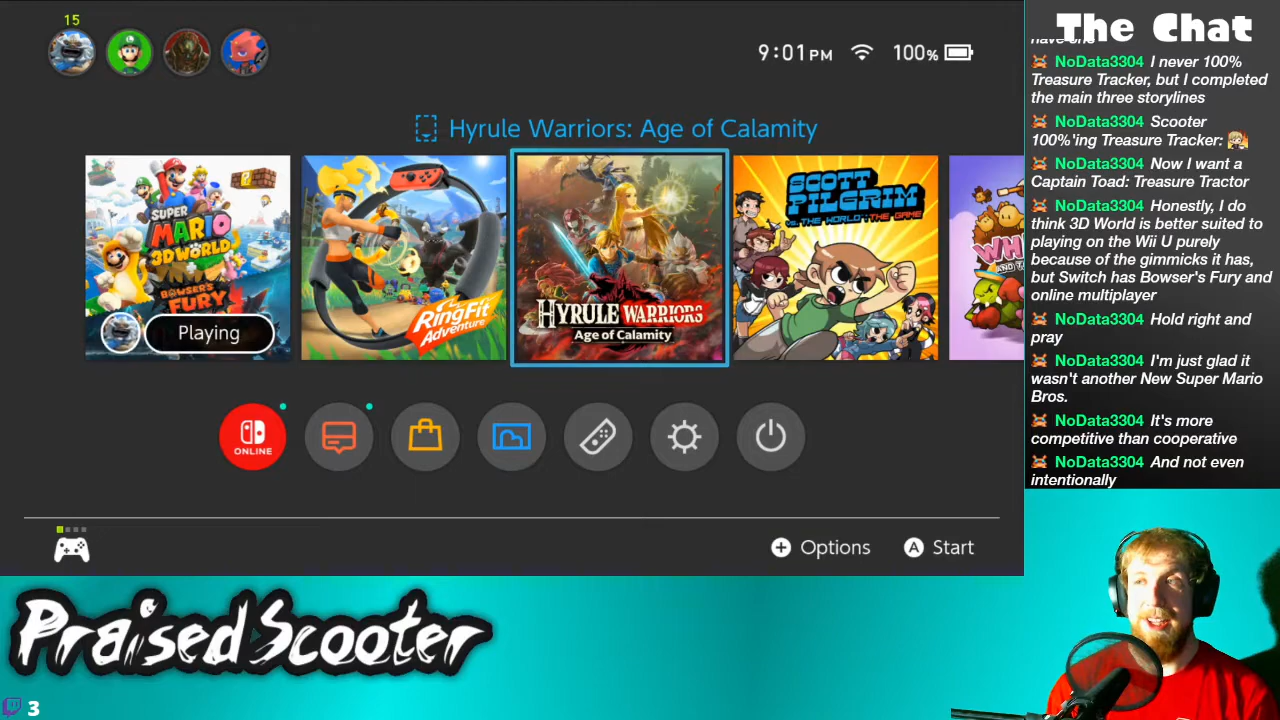 15
9:01 PM 100%
Hyrule Warriors: Age of Calamity
SUPER
MARIO
3D WORLD
BOWSER'S
FURY
Playing
RingFit
Adventure
HYRULE WARRIORS
Age of Calamity
SCOTT
PILGRIM
VS. THE WORLD: THE GAME
WH
ONLINE
+ Options
A Start
PraisedScooter
3
The Chat
have one
NoData3304 I never 100%
Treasure Tracker, but I completed
the main three storylines
NoData3304 Scooter
100%'ing Treasure Tracker:
NoData3304 Now I want a
Captain Toad: Treasure Tractor
NoData3304 Honestly, I do
think 3D World is better suited to
playing on the Wii U purely
because of the gimmicks it has,
but Switch has Bowser's Fury and
online multiplayer
NoData3304 Hold right and
pray
NoData3304 I'm just glad it
wasn't another New Super Mario
Bros.
NoData3304 It's more
competitive than cooperative
NoData3304 And not even
intentionally